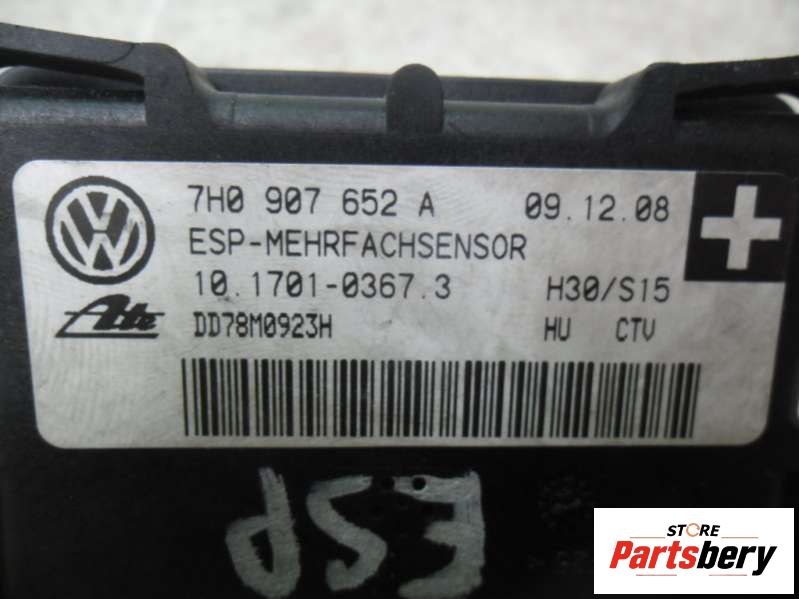 7H0 907 652 A 09.12.08
ESP-MEHRFACHSENSOR
10.1701-0367.3 H30/S15
Ate DD78M0923H HU CTV
ESP
STORE
Partsbery